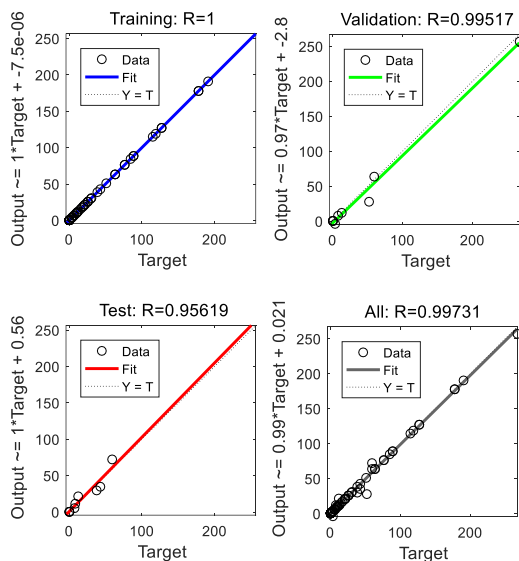 Training: R=1
Output ~= 1*Target + -7.5e-06
250
200
150
100
50
0
Data
Fit
Y = T
0 100 200
Target
Validation: R=0.99517
Output ~= 0.97*Target + -2.8
250
200
150
100
50
0
Data
Fit
Y = T
0 100 200
Target
Test: R=0.95619
Output ~= 1*Target + 0.56
250
200
150
100
50
0
Data
Fit
Y = T
0 100 200
Target
All: R=0.99731
Output ~= 0.99*Target + 0.021
250
200
150
100
50
0
Data
Fit
Y = T
0 100 200
Target